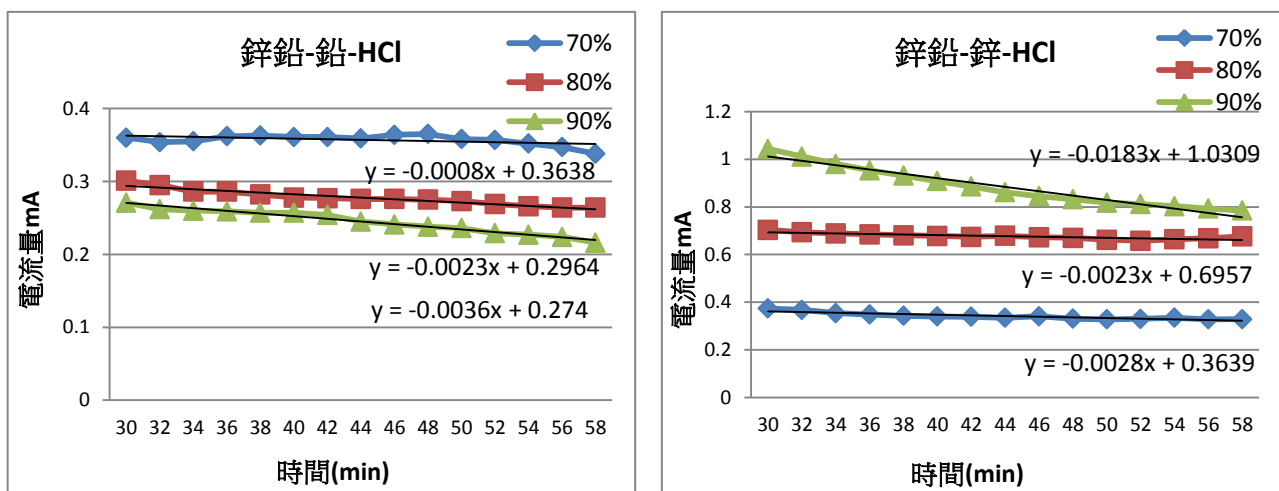 鋅鉛-鉛-HCl
70%
80%
90%
電流量mA
0.4
0.3
0.2
0.1
0
y = -0.0008x + 0.3638
y = -0.0023x + 0.2964
y = -0.0036x + 0.274
30 32 34 36 38 40 42 44 46 48 50 52 54 56 58
時間(min)
鋅鉛-鋅-HCl
70%
80%
90%
電流量mA
1.2
1
0.8
0.6
0.4
0.2
0
y = -0.0183x + 1.0309
y = -0.0023x + 0.6957
y = -0.0028x + 0.3639
30 32 34 36 38 40 42 44 46 48 50 52 54 56 58
時間(min)